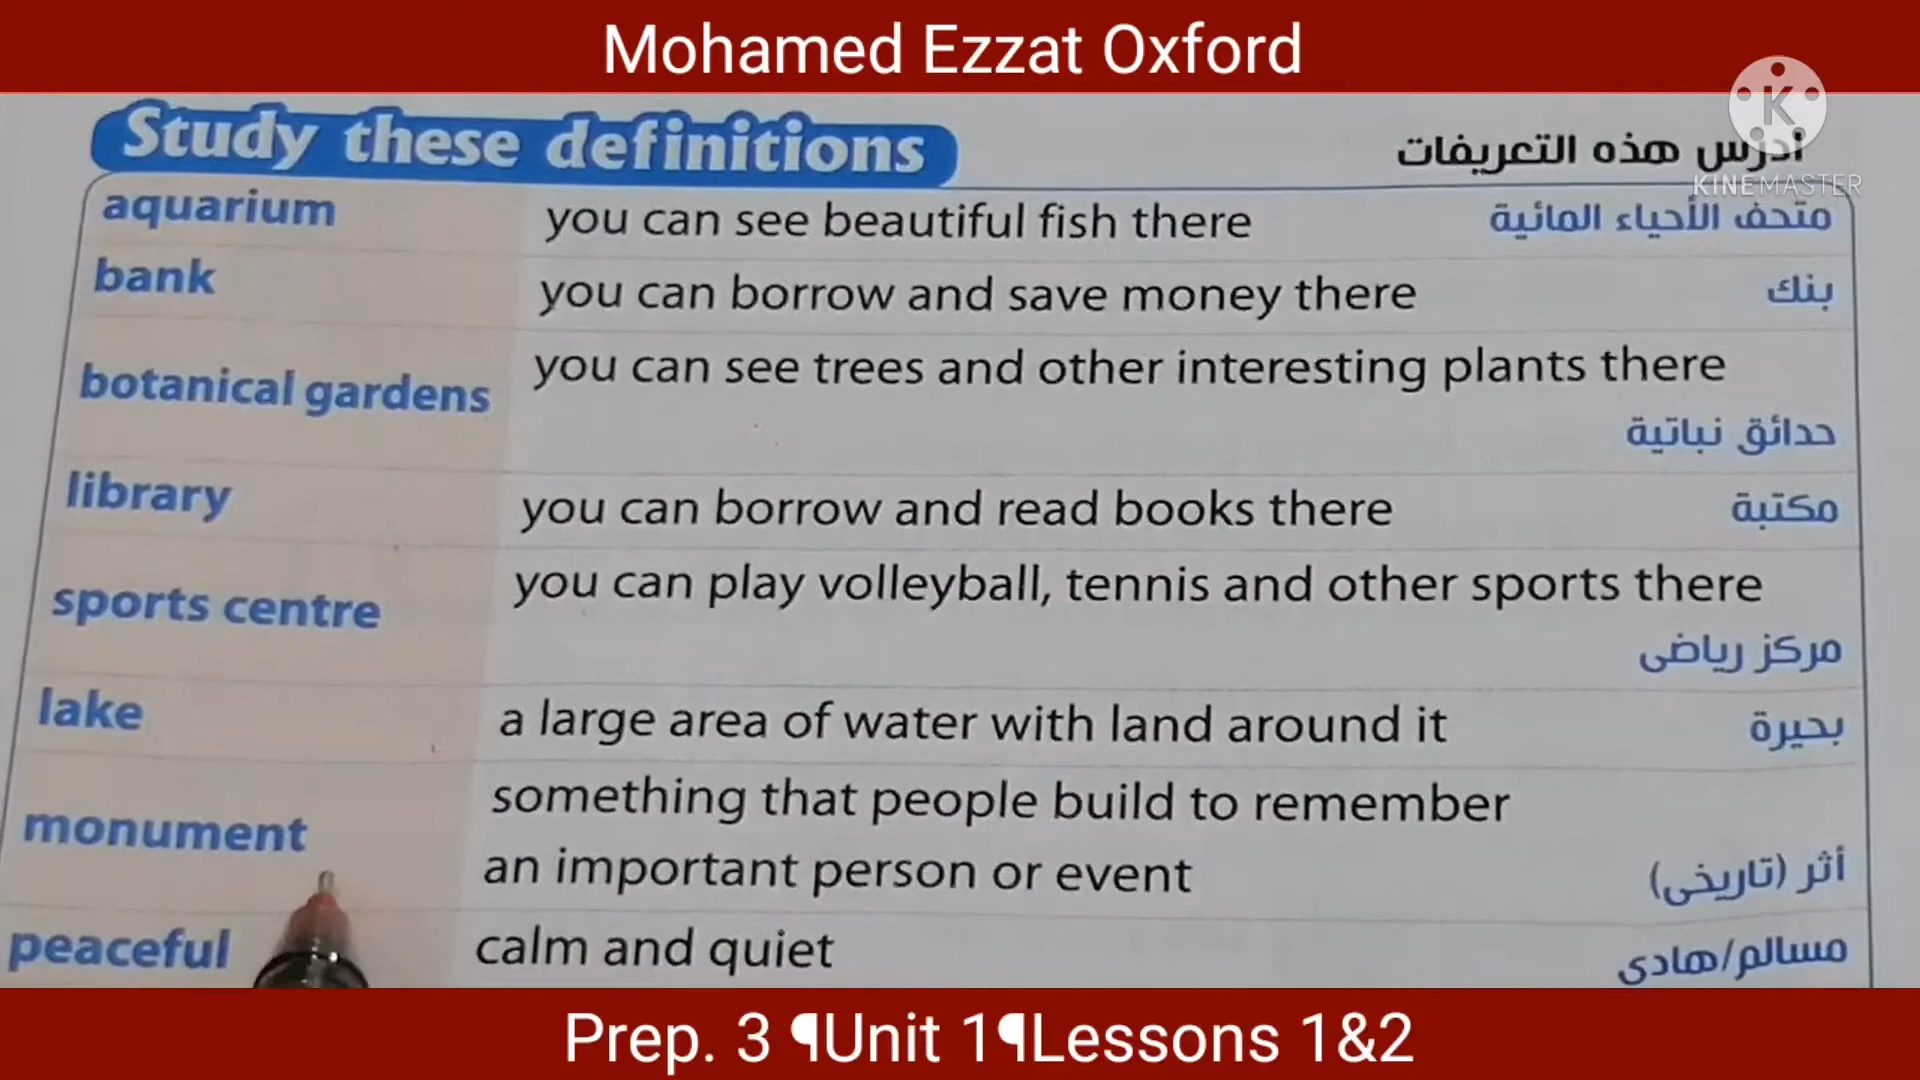 Mohamed Ezzat Oxford
K
KINEMASTER
Study these definitions
ادرس هذه التعريفات
aquarium you can see beautiful fish there متحف الأحياء المائية
bank you can borrow and save money there بنك
botanical gardens you can see trees and other interesting plants there
حدائق نباتية
library you can borrow and read books there مكتبة
sports centre you can play volleyball, tennis and other sports there
مركز رياضى
lake a large area of water with land around it بحيرة
monument something that people build to remember
an important person or event أثر (تاريخى)
peaceful calm and quiet مسالم/هادى
Prep. 3 ¶Unit 1¶Lessons 1&2